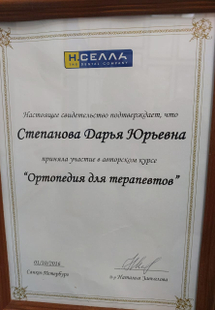 Н-СЕЛЛА
DENTAL COMPANY
Настоящее свидетельство подтверждает, что
Степанова Дарья Юрьевна
приняла участие в авторском курсе
“Ортопедия для терапевтов”
Санкт-Петербург
д-р Наталия